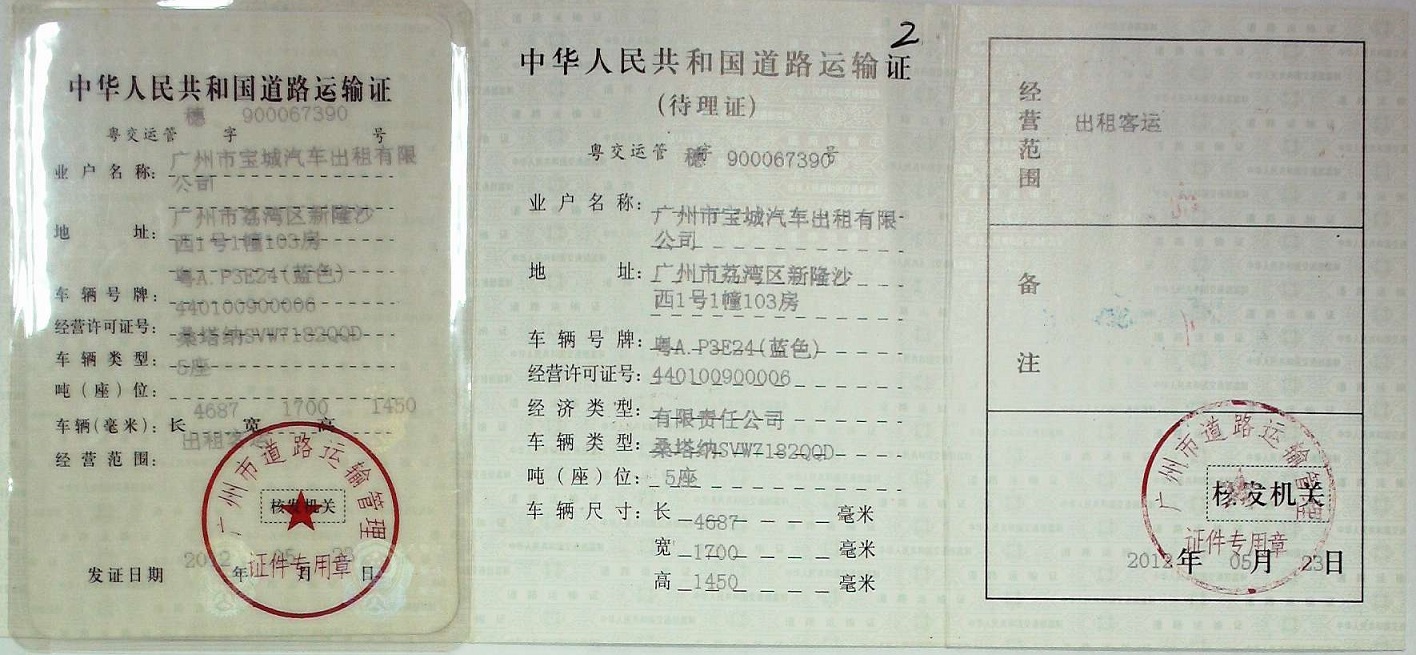 中华人民共和国道路运输证
粤交运管 穗 字 900067390 号
业户名称: 广州市宝城汽车出租有限
公司
地 址: 广州市荔湾区新隆沙
西1号1幢103房
车辆号牌: 粤A.P3E24(蓝色)
经营许可证号: 440100900006
车辆类型: 桑塔纳SVW7182QQD
吨(座)位: 5座
车辆(毫米): 长 4687 宽 1700 高 1450
经营范围: 出租客运
广州市道路运输管理
核发机关
证件专用章
发证日期 2012 年 05 月 23 日
2
中华人民共和国道路运输证
(待理证)
粤交运管 穗 字 900067390 号
业户名称: 广州市宝城汽车出租有限
公司
地 址: 广州市荔湾区新隆沙
西1号1幢103房
车辆号牌: 粤A.P3E24(蓝色)
经营许可证号: 440100900006
经济类型: 有限责任公司
车辆类型: 桑塔纳SVW7182QQD
吨(座)位: 5座
车辆尺寸: 长 4687 毫米
宽 1700 毫米
高 1450 毫米
经营范围
出租客运
备注
广州市道路运输管理
核发机关
证件专用章
2012 年 05 月 23 日